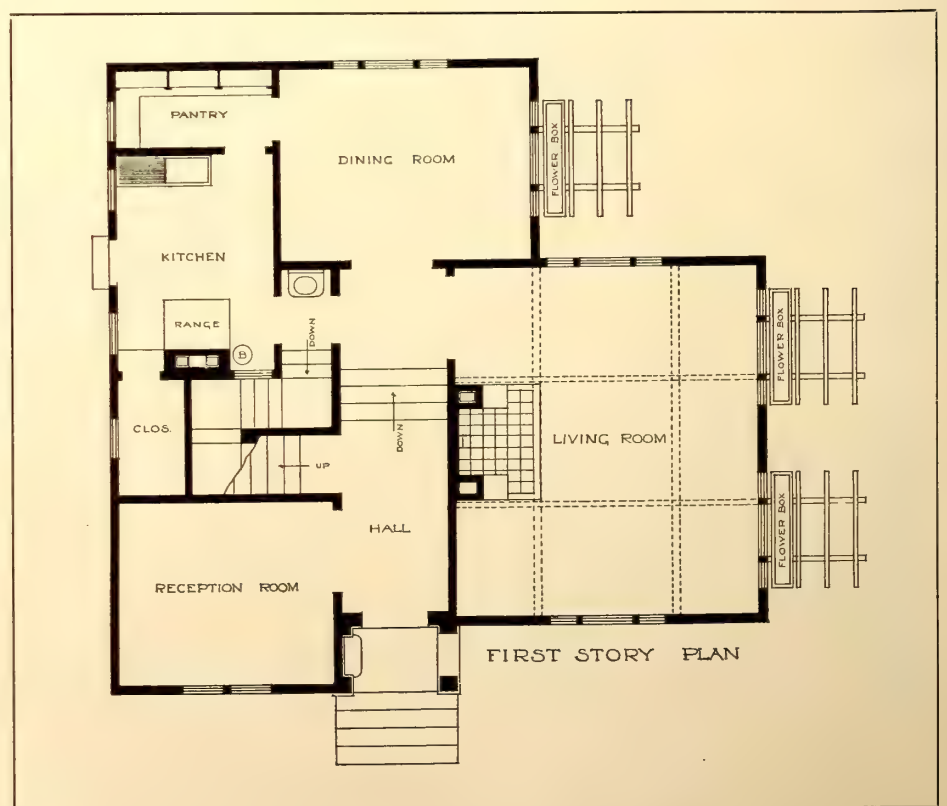 PANTRY
DINING ROOM
FLOWER BOX
KITCHEN
RANGE
DOWN
B
FLOWER BOX
CLOS.
DOWN
LIVING ROOM
UP
HALL
FLOWER BOX
RECEPTION ROOM
FIRST STORY PLAN